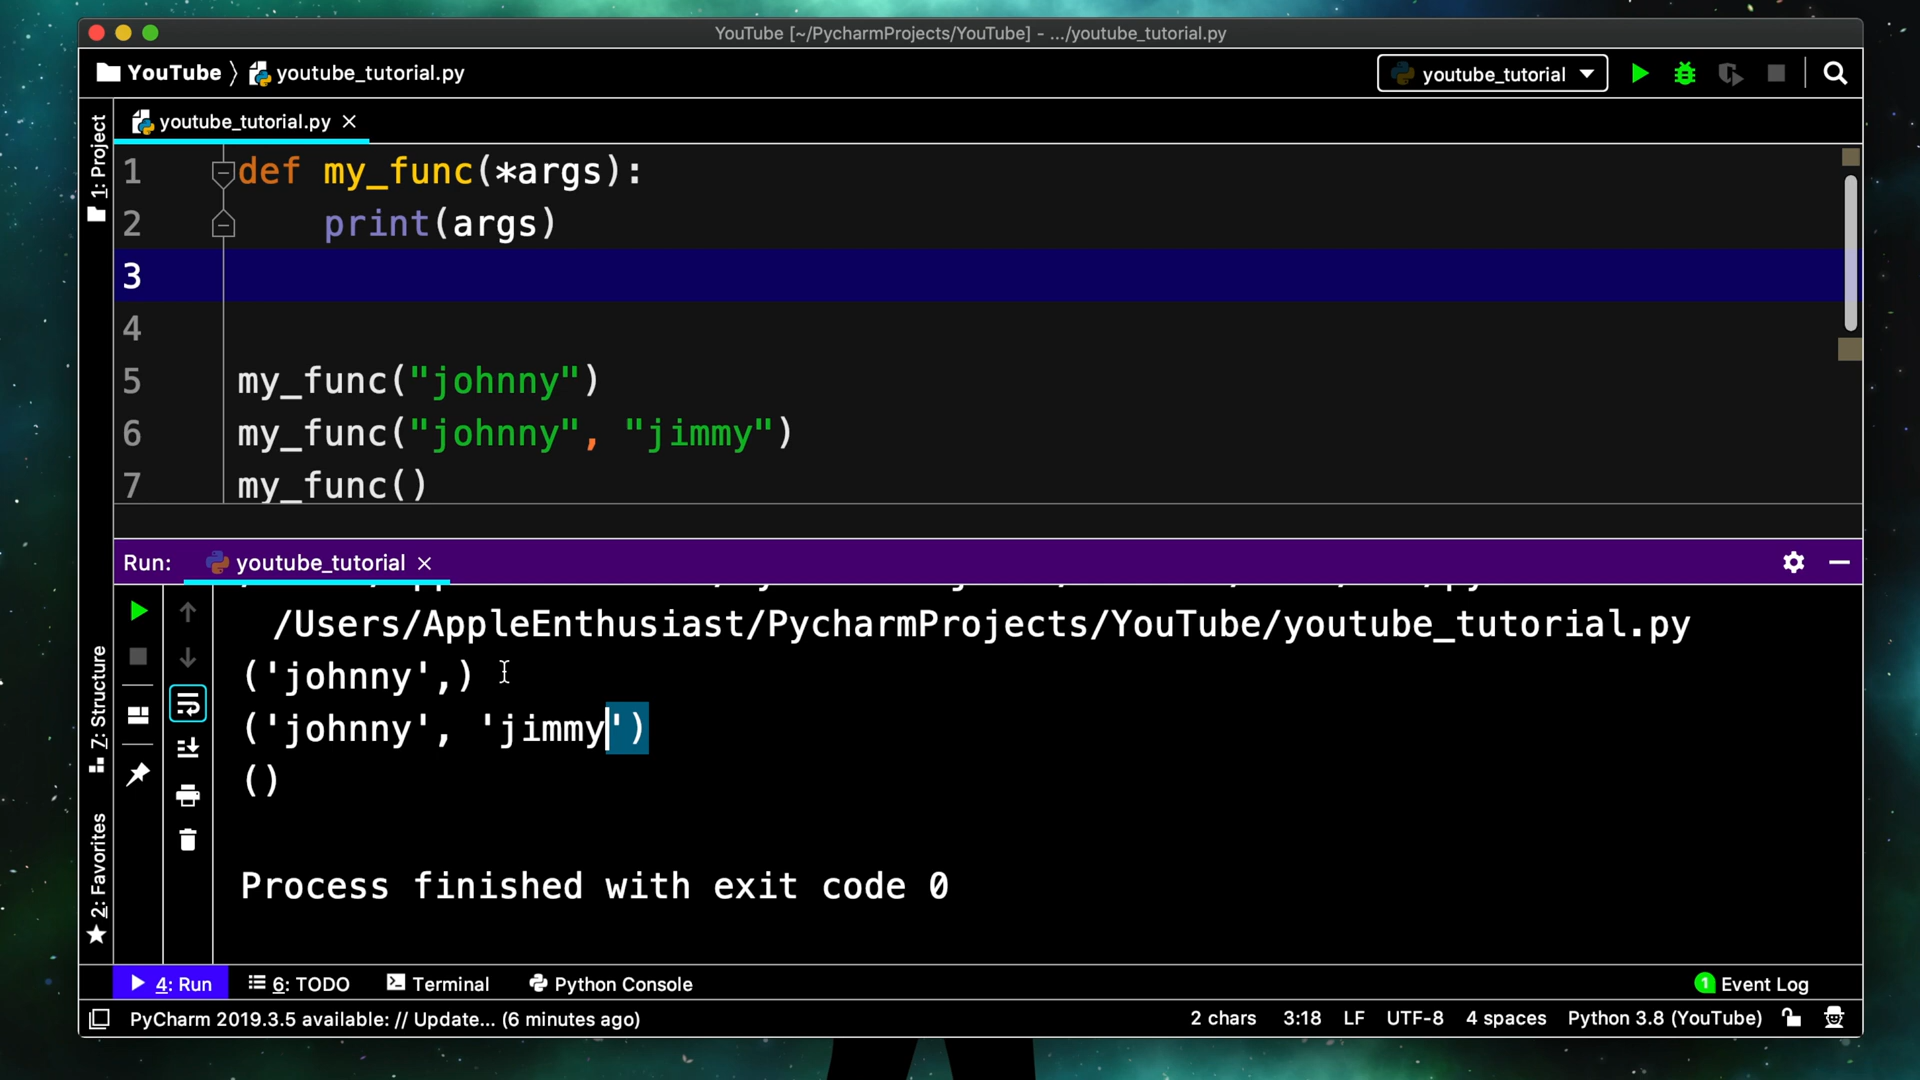 YouTube [~/PycharmProjects/YouTube] - .../youtube_tutorial.py
YouTube 〉 youtube_tutorial.py
youtube_tutorial
youtube_tutorial.py ×
1: Project
1 def my_func(*args):
2 print(args)
3
4
5 my_func("johnny")
6 my_func("johnny", "jimmy")
7 my_func()
Run: youtube_tutorial ×
/Users/AppleEnthusiast/PycharmProjects/YouTube/youtube_tutorial.py
('johnny',)
('johnny', 'jimmy')
()
Process finished with exit code 0
7: Structure
2: Favorites
4: Run 6: TODO Terminal Python Console 1 Event Log
PyCharm 2019.3.5 available: // Update... (6 minutes ago) 2 chars 3:18 LF UTF-8 4 spaces Python 3.8 (YouTube)